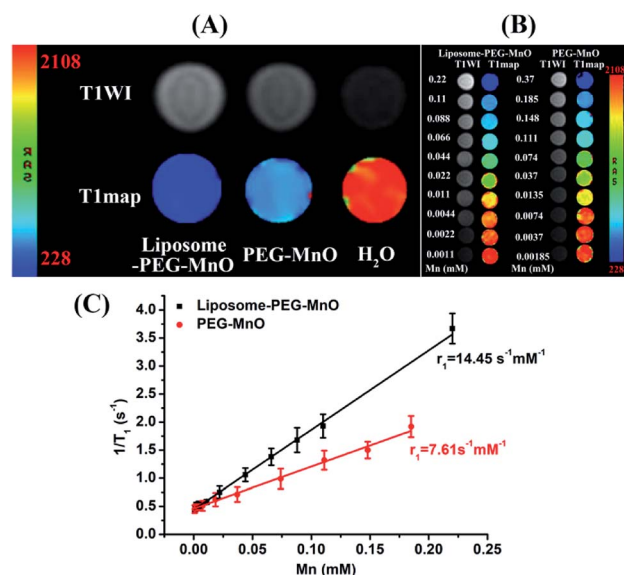 (A)
2108
T1WI
T1map
228
Liposome
-PEG-MnO
PEG-MnO
H₂O
(B)
Liposome-PEG-MnO PEG-MnO
T1WI T1map T1WI T1map
2108
0.22 0.37
0.11 0.185
0.088 0.148
0.066 0.111
0.044 0.074
0.022 0.037
0.011 0.0135
0.0044 0.0074
0.0022 0.0037
0.0011 0.00185
Mn (mM) Mn (mM)
228
(C)
Liposome-PEG-MnO
PEG-MnO
r₁=14.45 s⁻¹mM⁻¹
r₁=7.61s⁻¹mM⁻¹
1/T₁ (s⁻¹)
4.0
3.5
3.0
2.5
2.0
1.5
1.0
0.5
0.0
0.00 0.05 0.10 0.15 0.20 0.25
Mn (mM)